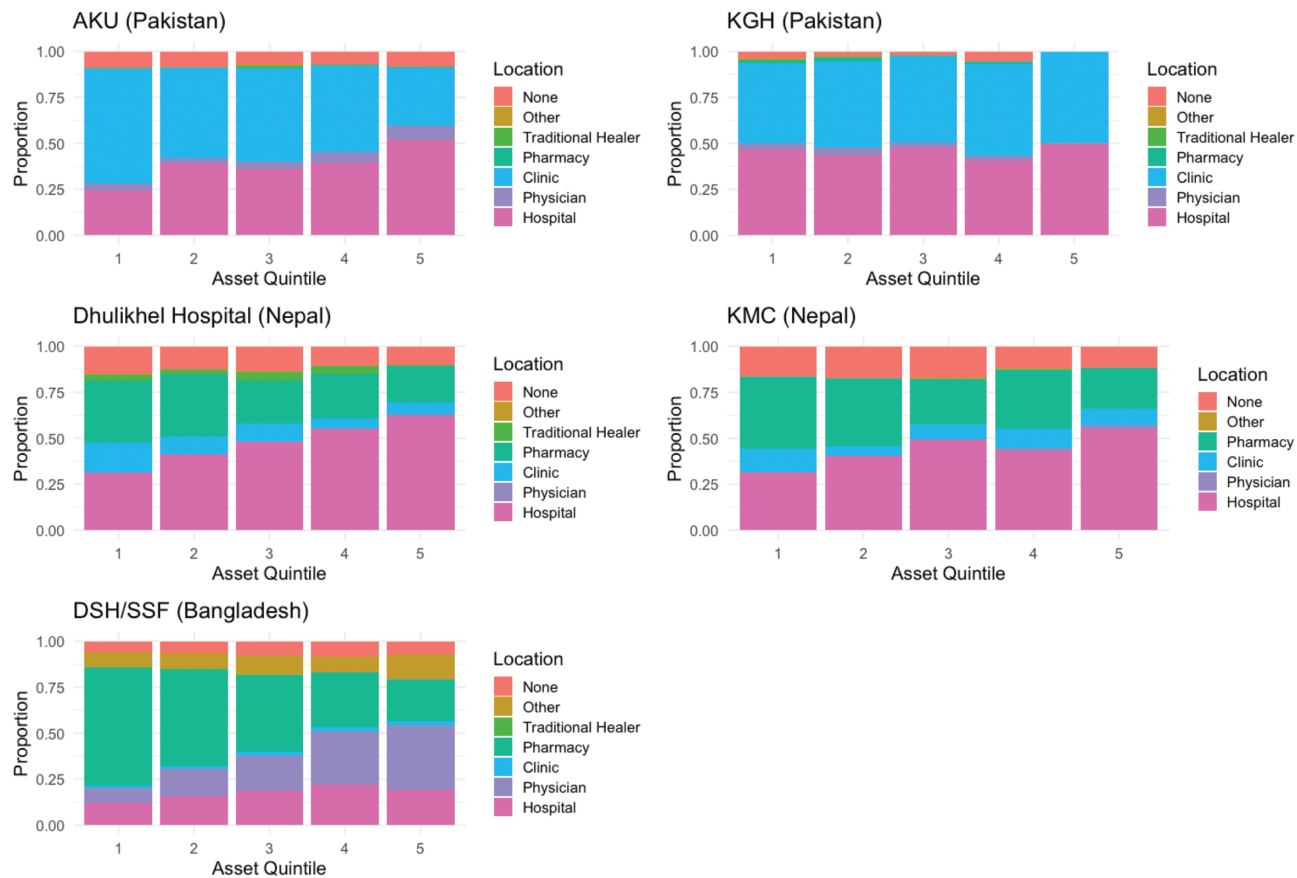 AKU (Pakistan)
1.00
0.75
0.50
0.25
0.00
Proportion
1 2 3 4 5
Asset Quintile
Location
None
Other
Traditional Healer
Pharmacy
Clinic
Physician
Hospital
KGH (Pakistan)
1.00
0.75
0.50
0.25
0.00
Proportion
1 2 3 4 5
Asset Quintile
Location
None
Other
Traditional Healer
Pharmacy
Clinic
Physician
Hospital
Dhulikhel Hospital (Nepal)
1.00
0.75
0.50
0.25
0.00
Proportion
1 2 3 4 5
Asset Quintile
Location
None
Other
Traditional Healer
Pharmacy
Clinic
Physician
Hospital
KMC (Nepal)
1.00
0.75
0.50
0.25
0.00
Proportion
1 2 3 4 5
Asset Quintile
Location
None
Other
Pharmacy
Clinic
Physician
Hospital
DSH/SSF (Bangladesh)
1.00
0.75
0.50
0.25
0.00
Proportion
1 2 3 4 5
Asset Quintile
Location
None
Other
Traditional Healer
Pharmacy
Clinic
Physician
Hospital